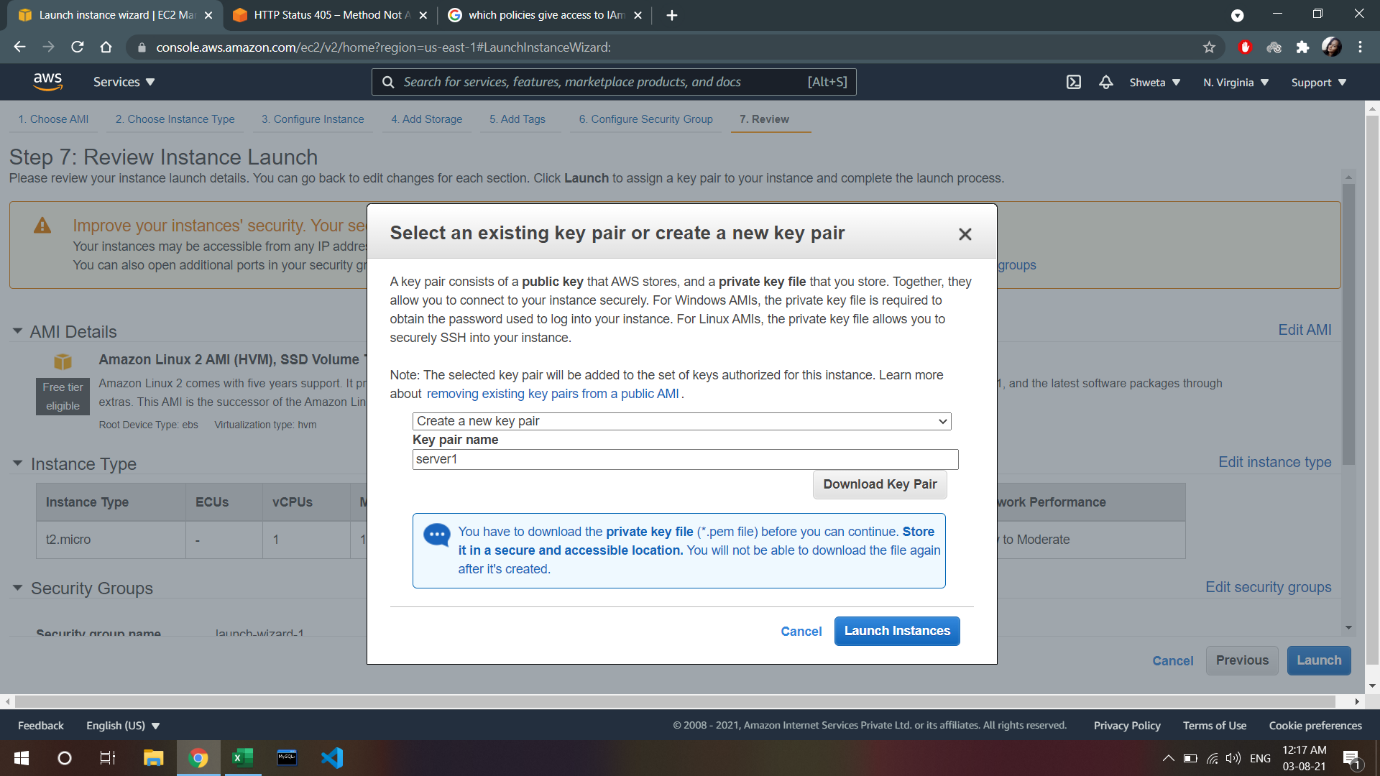 Launch instance wizard | EC2 Ma
HTTP Status 405 – Method Not A
which policies give access to IAm
console.aws.amazon.com/ec2/v2/home?region=us-east-1#LaunchInstanceWizard:
aws
Services
Search for services, features, marketplace products, and docs
[Alt+S]
Shweta
N. Virginia
Support
1. Choose AMI
2. Choose Instance Type
3. Configure Instance
4. Add Storage
5. Add Tags
6. Configure Security Group
7. Review
Step 7: Review Instance Launch
Please review your instance launch details. You can go back to edit changes for each section. Click Launch to assign a key pair to your instance and complete the launch process.
Improve your instances' security. Your se
Your instances may be accessible from any IP addre
You can also open additional ports in your security gr
groups
AMI Details
Edit AMI
Amazon Linux 2 AMI (HVM), SSD Volume
Free tier
eligible
Amazon Linux 2 comes with five years support. It pr
1, and the latest software packages through
extras. This AMI is the successor of the Amazon Lin
Root Device Type: ebs
Virtualization type: hvm
Instance Type
Edit instance type
Instance Type
ECUs
vCPUs
M
work Performance
t2.micro
-
1
1
to Moderate
Security Groups
Edit security groups
Security group name
launch-wizard-1
Cancel
Previous
Launch
Select an existing key pair or create a new key pair
A key pair consists of a public key that AWS stores, and a private key file that you store. Together, they
allow you to connect to your instance securely. For Windows AMIs, the private key file is required to
obtain the password used to log into your instance. For Linux AMIs, the private key file allows you to
securely SSH into your instance.
Note: The selected key pair will be added to the set of keys authorized for this instance. Learn more
about removing existing key pairs from a public AMI .
Create a new key pair
Key pair name
server1
Download Key Pair
You have to download the private key file (*.pem file) before you can continue. Store
it in a secure and accessible location. You will not be able to download the file again
after it's created.
Cancel
Launch Instances
Feedback
English (US)
© 2008 - 2021, Amazon Internet Services Private Ltd. or its affiliates. All rights reserved.
Privacy Policy
Terms of Use
Cookie preferences
MySQL
ENG
12:17 AM
03-08-21
1